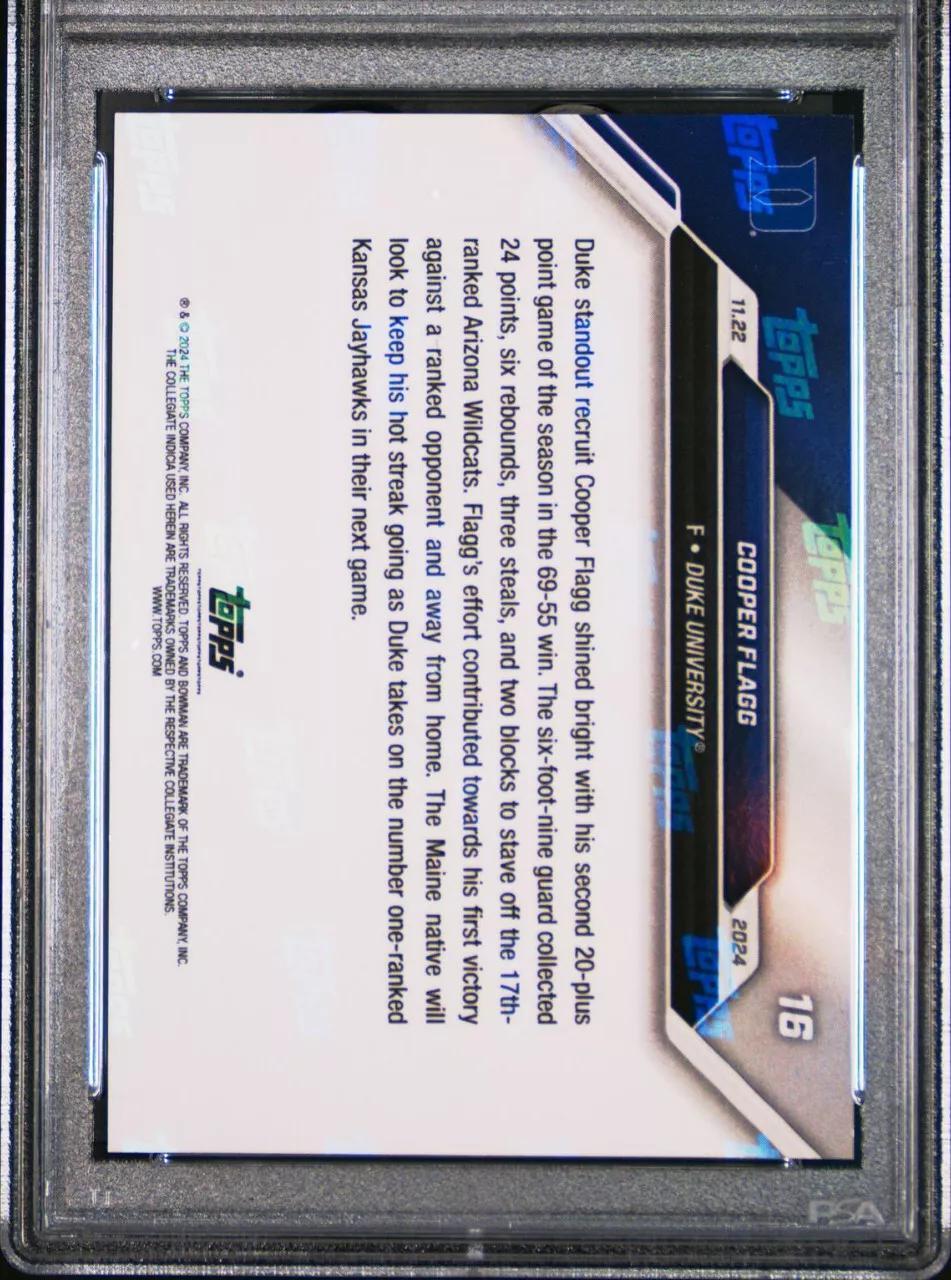 16
11.22
COOPER FLAGG
2024
F • DUKE UNIVERSITY®
Duke standout recruit Cooper Flagg shined bright with his second 20-plus
point game of the season in the 69-55 win. The six-foot-nine guard collected
24 points, six rebounds, three steals, and two blocks to stave off the 17th-
ranked Arizona Wildcats. Flagg's effort contributed towards his first victory
against a ranked opponent and away from home. The Maine native will
look to keep his hot streak going as Duke takes on the number one-ranked
Kansas Jayhawks in their next game.
topps
® & © 2024 THE TOPPS COMPANY, INC. ALL RIGHTS RESERVED TOPPS AND BOWMAN ARE TRADEMARK OF THE TOPPS COMPANY, INC.
THE COLLEGIATE INDICIA USED HEREIN ARE TRADEMARKS OWNED BY THE RESPECTIVE COLLEGIATE INSTITUTIONS.
WWW.TOPPS.COM
topps
topps
topps
topps
topps
PSA